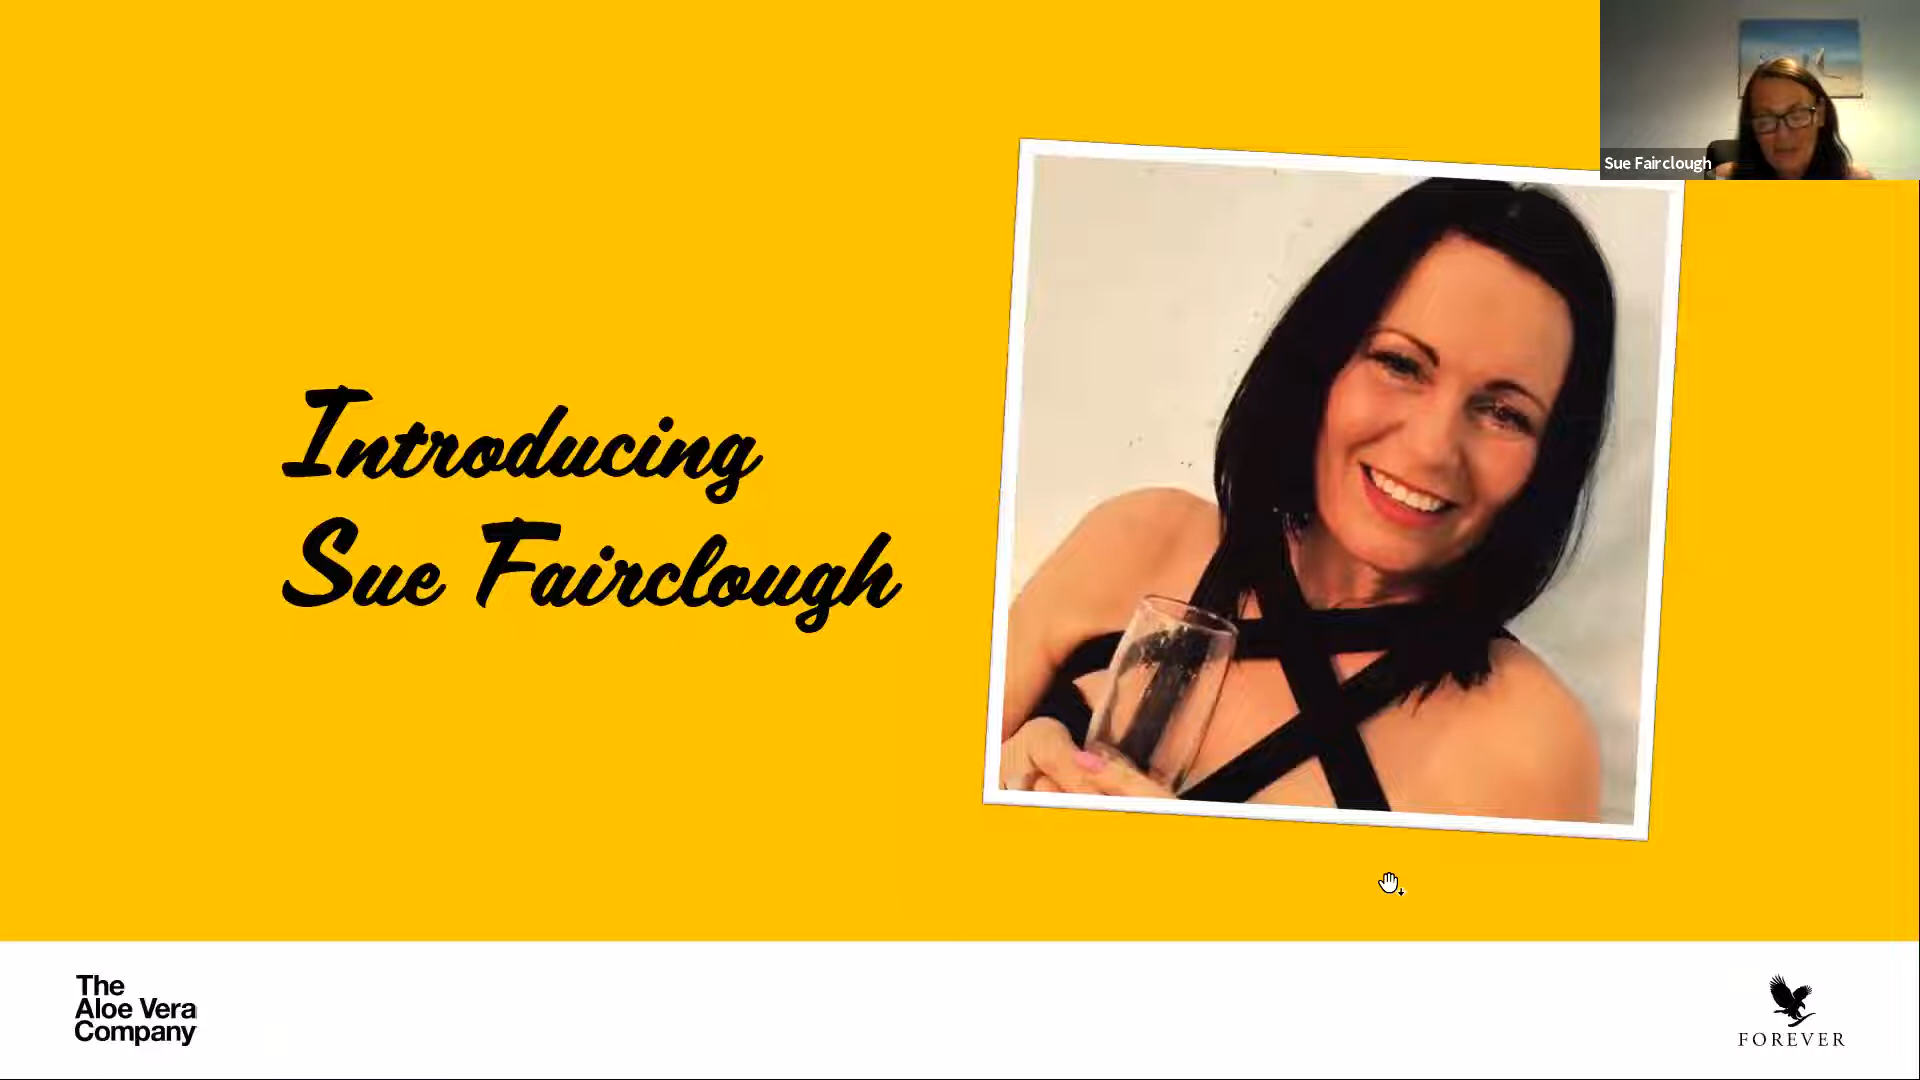 Sue Fairclough
Introducing
Sue Fairclough
The
Aloe Vera
Company
FOREVER